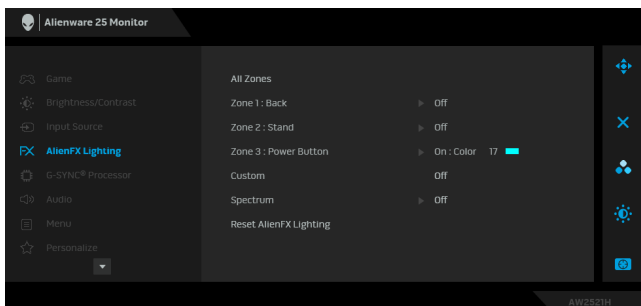 Alienware 25 Monitor
Game
Brightness/Contrast
Input Source
FX AlienFX Lighting
G-SYNC® Processor
Audio
Menu
Personalize
All Zones
Zone 1 : Back Off
Zone 2 : Stand Off
Zone 3 : Power Button On : Color 17
Custom Off
Spectrum Off
Reset AlienFX Lighting
AW2521H